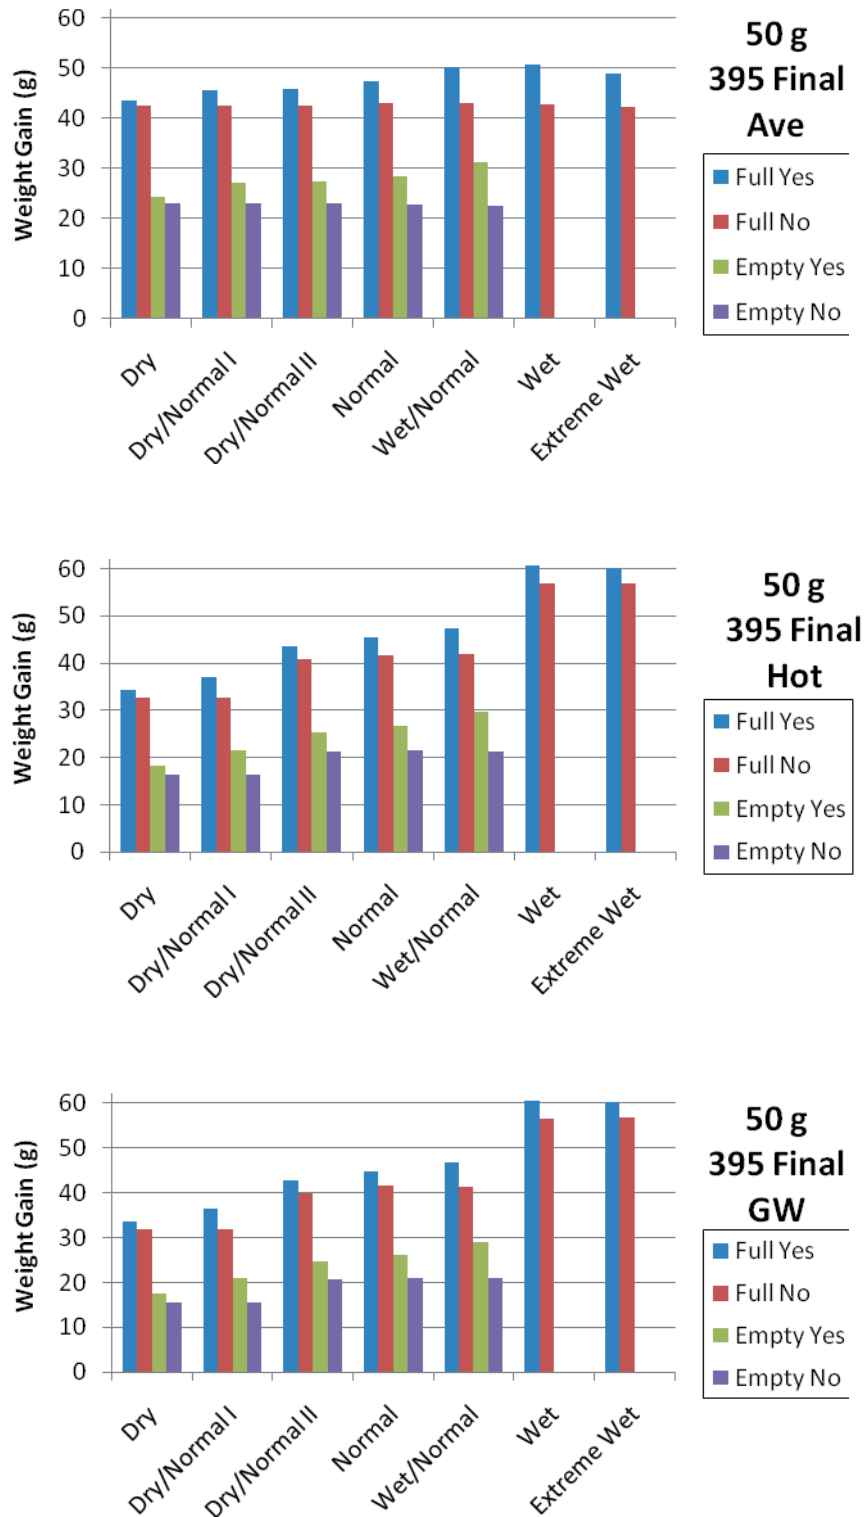 50 g
395 Final
Ave
Weight Gain (g)
60
50
40
30
20
10
0
Dry
Dry/Normal I
Dry/Normal II
Normal
Wet/Normal
Wet
Extreme Wet
Full Yes
Full No
Empty Yes
Empty No
50 g
395 Final
Hot
Weight Gain (g)
60
50
40
30
20
10
0
Dry
Dry/Normal I
Dry/Normal II
Normal
Wet/Normal
Wet
Extreme Wet
Full Yes
Full No
Empty Yes
Empty No
50 g
395 Final
GW
Weight Gain (g)
60
50
40
30
20
10
0
Dry
Dry/Normal I
Dry/Normal II
Normal
Wet/Normal
Wet
Extreme Wet
Full Yes
Full No
Empty Yes
Empty No